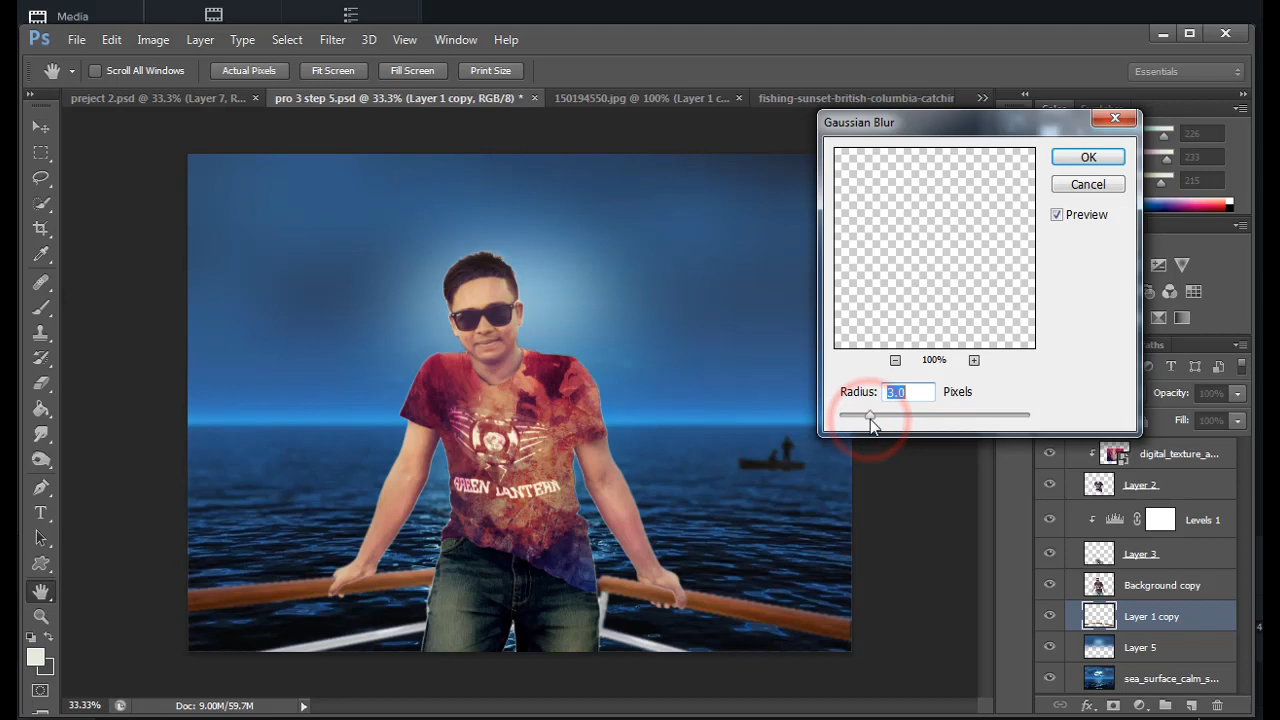 Media
Ps File Edit Image Layer Type Select Filter 3D View Window Help
Scroll All Windows Actual Pixels Fit Screen Fill Screen Print Size Essentials
preject 2.psd @ 33.3% (Layer 7, R... pro 3 step 5.psd @ 33.3% (Layer 1 copy, RGB/8) * 150194550.jpg @ 100% (Layer 1 c... fishing-sunset-british-columbia-catchin
Gaussian Blur
OK
Cancel
Preview
100%
Radius: 3.0 Pixels
226
233
215
Opacity: 100%
Fill: 100%
GREEN LANTERN
digital_texture_a...
Layer 2
Levels 1
Layer 3
Background copy
Layer 1 copy
Layer 5
sea_surface_calm_s...
33.33% Doc: 9.00M/59.7M